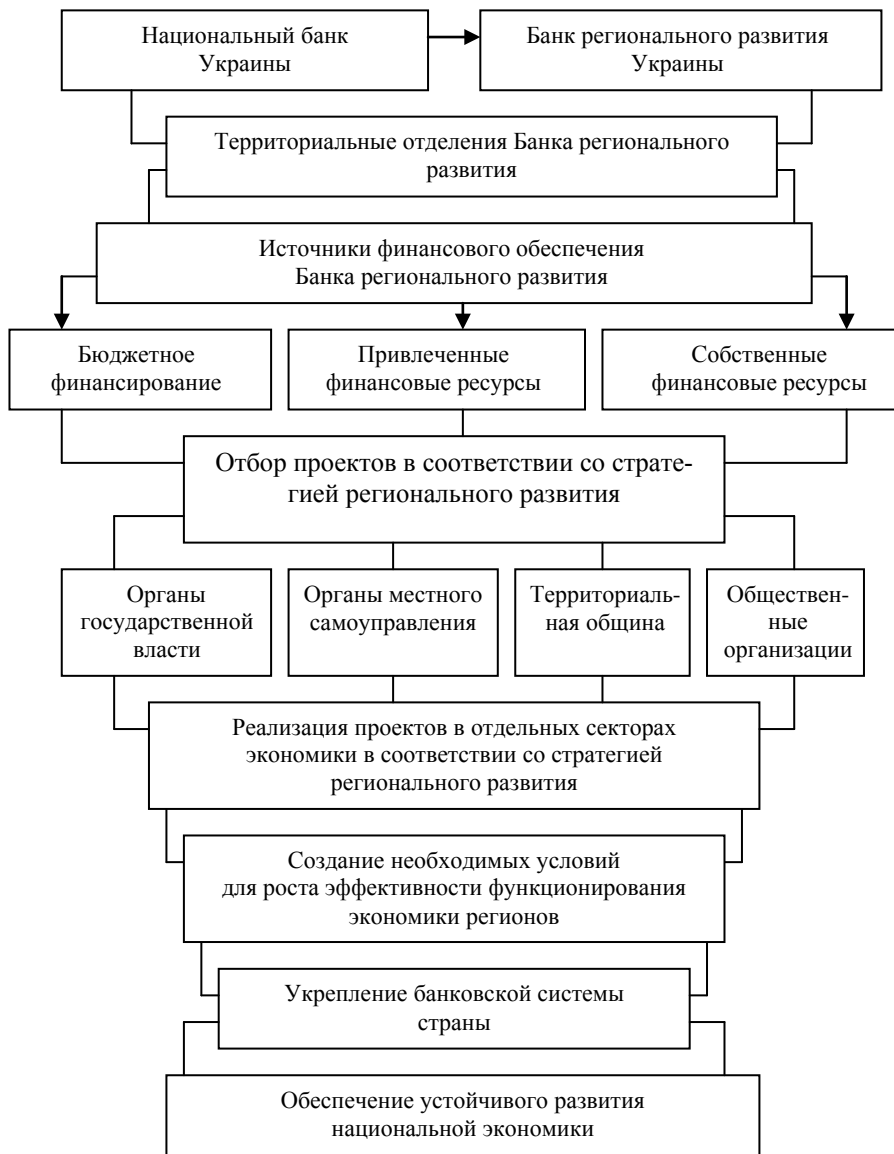 Национальный банк
Украины
Банк регионального развития
Украины
Территориальные отделения Банка регионального
развития
Источники финансового обеспечения
Банка регионального развития
Бюджетное
финансирование
Привлеченные
финансовые ресурсы
Собственные
финансовые ресурсы
Отбор проектов в соответствии со страте-
гией регионального развития
Органы
государственной
власти
Органы местного
самоуправления
Территориаль-
ная община
Обществен-
ные
организации
Реализация проектов в отдельных секторах
экономики в соответствии со стратегией
регионального развития
Создание необходимых условий
для роста эффективности функционирования
экономики регионов
Укрепление банковской системы
страны
Обеспечение устойчивого развития
национальной экономики